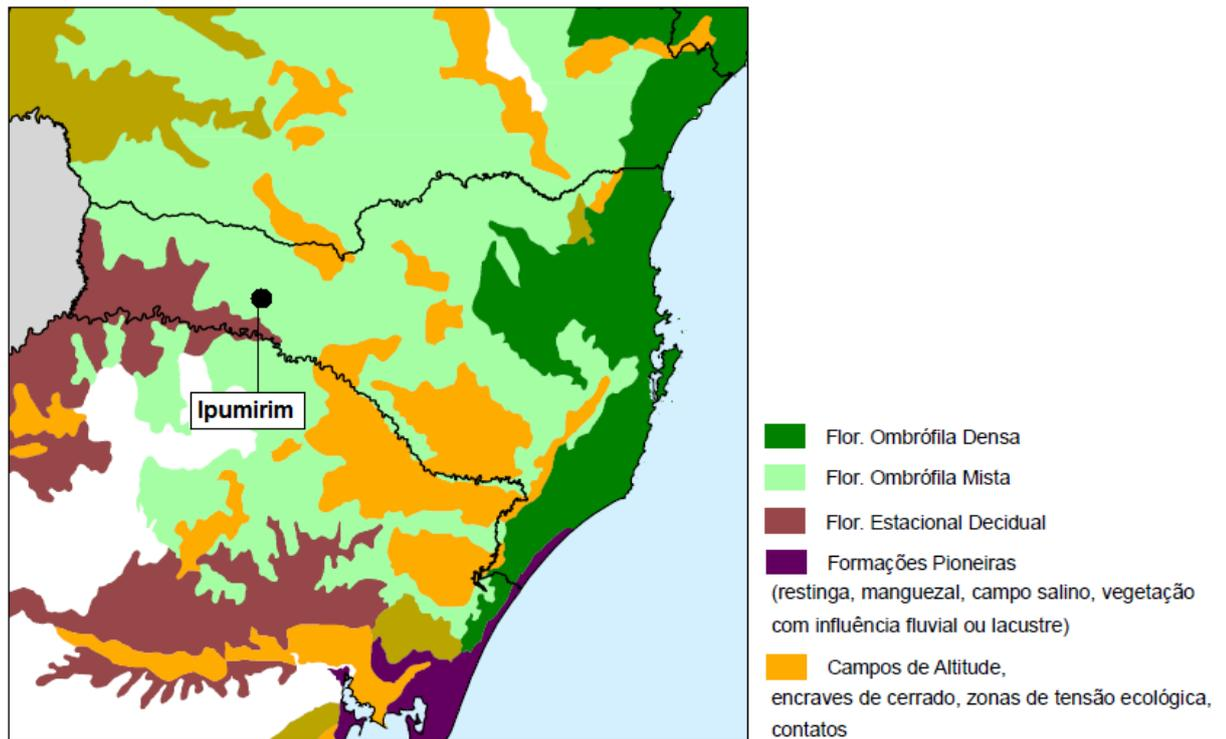 Ipumirim
Flor. Ombrófila Densa
Flor. Ombrófila Mista
Flor. Estacional Decidual
Formações Pioneiras
(restinga, manguezal, campo salino, vegetação
com influência fluvial ou lacustre)
Campos de Altitude,
encraves de cerrado, zonas de tensão ecológica,
contatos